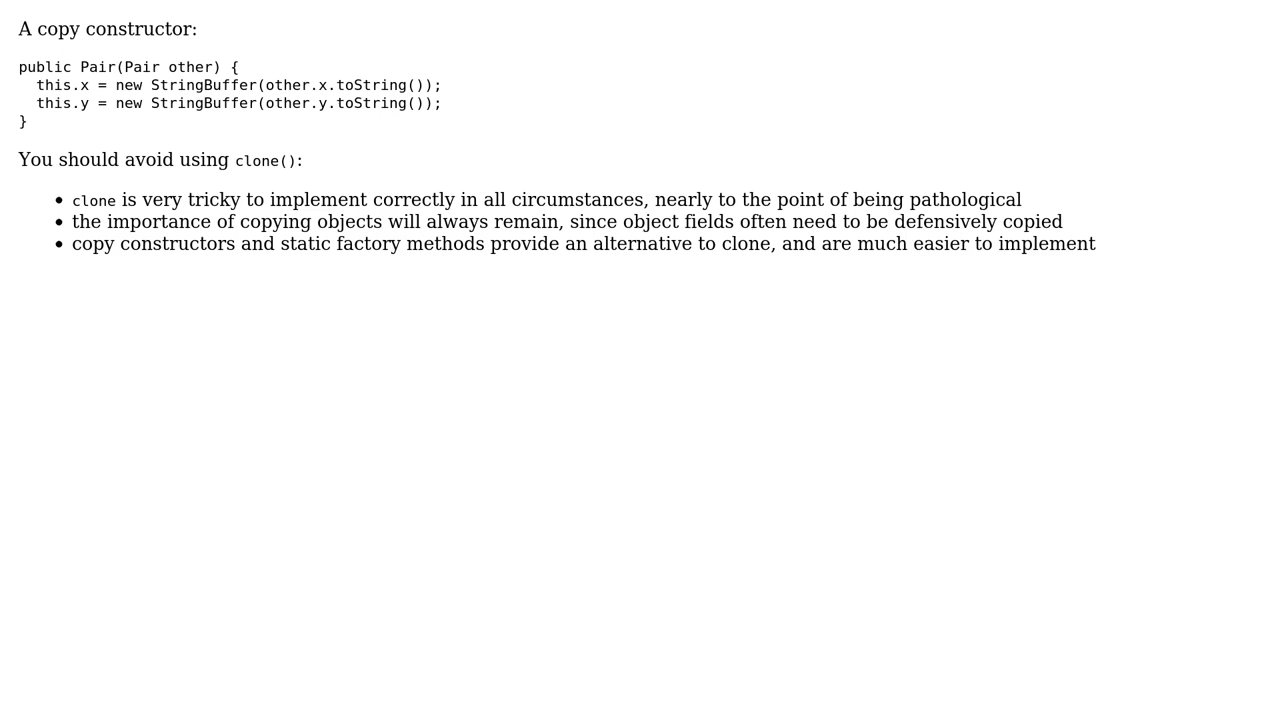 A copy constructor:
public Pair(Pair other) {
  this.x = new StringBuffer(other.x.toString());
  this.y = new StringBuffer(other.y.toString());
}
You should avoid using clone():
• clone is very tricky to implement correctly in all circumstances, nearly to the point of being pathological
• the importance of copying objects will always remain, since object fields often need to be defensively copied
• copy constructors and static factory methods provide an alternative to clone, and are much easier to implement